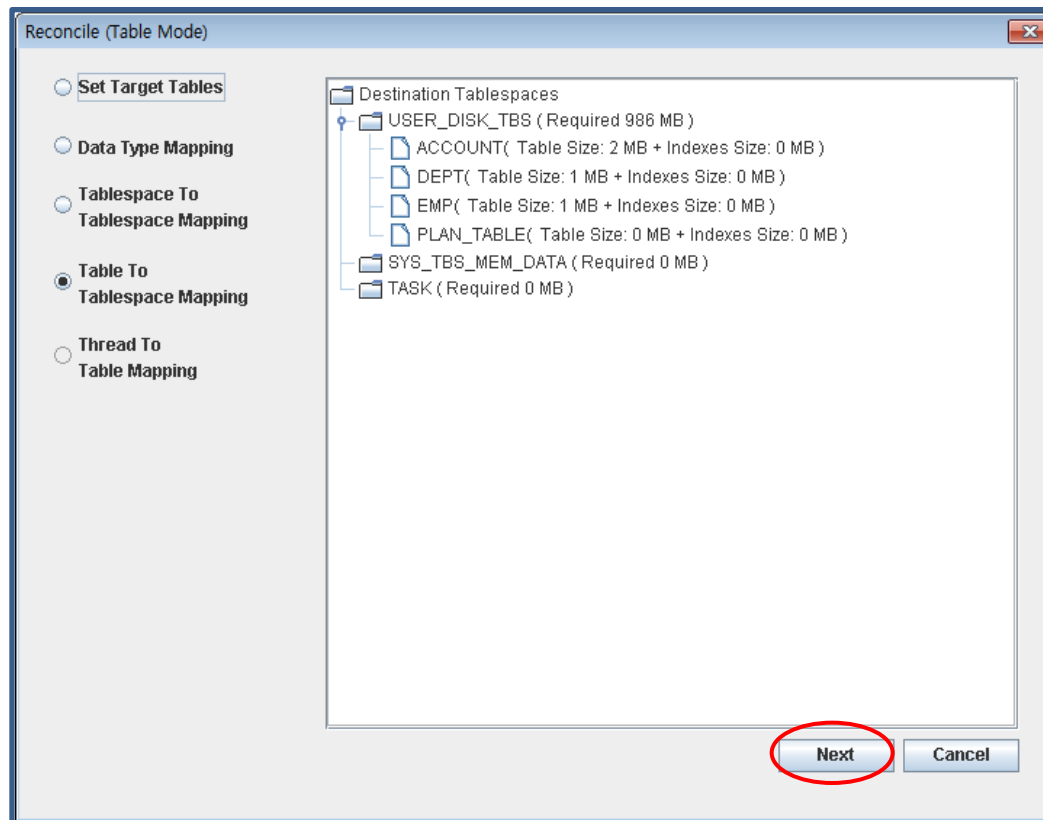 Reconcile (Table Mode)
Set Target Tables
Data Type Mapping
Tablespace To
Tablespace Mapping
Table To
Tablespace Mapping
Thread To
Table Mapping
Destination Tablespaces
USER_DISK_TBS ( Required 986 MB )
ACCOUNT( Table Size: 2 MB + Indexes Size: 0 MB )
DEPT( Table Size: 1 MB + Indexes Size: 0 MB )
EMP( Table Size: 1 MB + Indexes Size: 0 MB )
PLAN_TABLE( Table Size: 0 MB + Indexes Size: 0 MB )
SYS_TBS_MEM_DATA ( Required 0 MB )
TASK ( Required 0 MB )
Next
Cancel